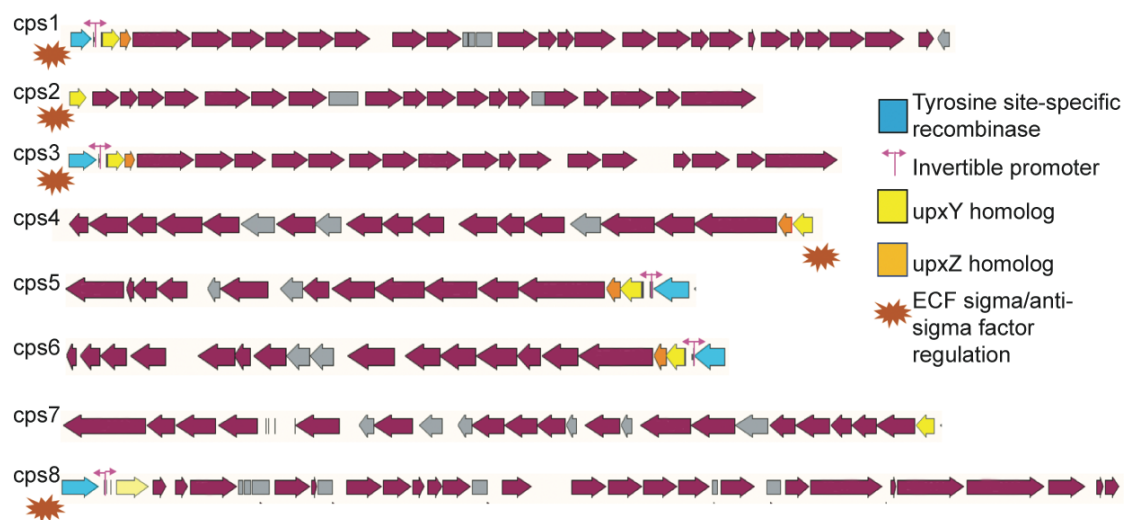 cps1
cps2
cps3
cps4
cps5
cps6
cps7
cps8
Tyrosine site-specific
recombinase
Invertible promoter
upxY homolog
upxZ homolog
ECF sigma/anti-
sigma factor
regulation